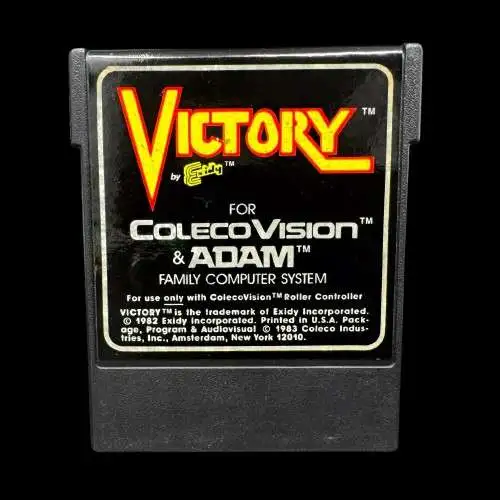 VICTORY™
by Exidy™
FOR
COLECOVISION™
& ADAM™
FAMILY COMPUTER SYSTEM
For use only with ColecoVision™ Roller Controller
VICTORY™ is the trademark of Exidy Incorporated.
© 1982 Exidy Incorporated. Printed in U.S.A. Pack-
age, Program & Audiovisual © 1983 Coleco Indus-
tries, Inc., Amsterdam, New York 12010.